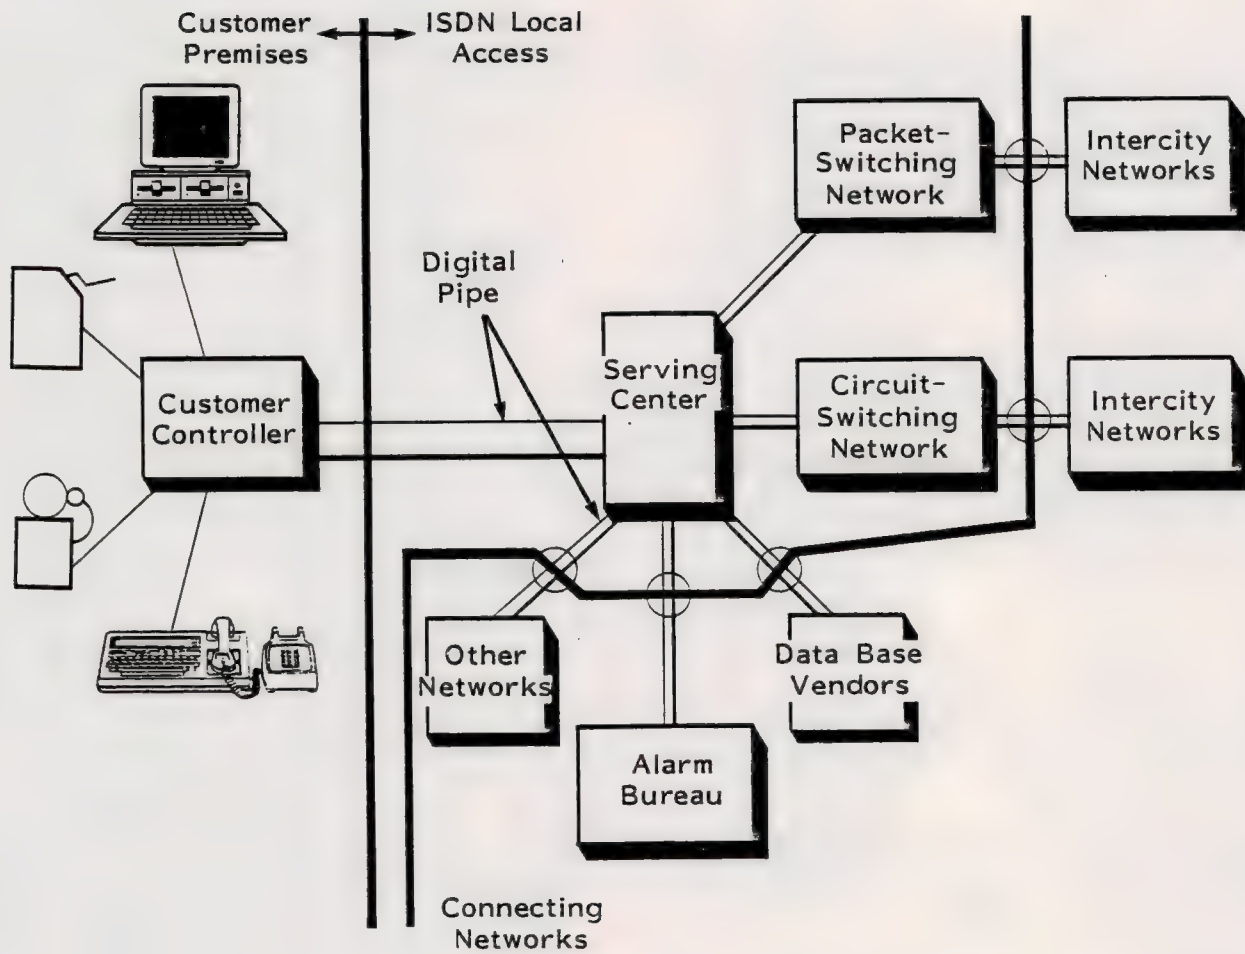 Customer
Premises
ISDN Local
Access
Packet-
Switching
Network
Intercity
Networks
Digital
Pipe
Serving
Center
Customer
Controller
Circuit-
Switching
Network
Intercity
Networks
Other
Networks
Data Base
Vendors
Alarm
Bureau
Connecting
Networks